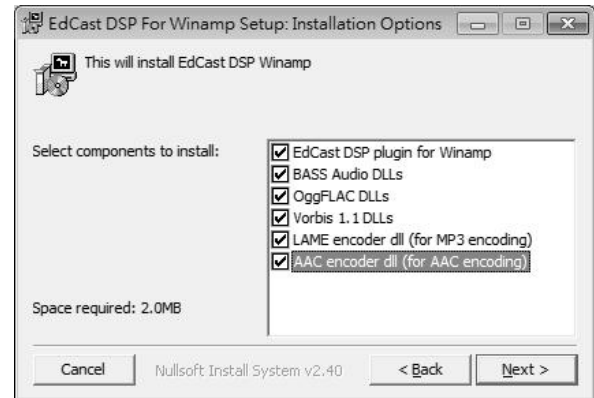 EdCast DSP For Winamp Setup: Installation Options
This will install EdCast DSP Winamp
Select components to install:
EdCast DSP plugin for Winamp
BASS Audio DLLs
OggFLAC DLLs
Vorbis 1.1 DLLs
LAME encoder dll (for MP3 encoding)
AAC encoder dll (for AAC encoding)
Space required: 2.0MB
Cancel
Nullsoft Install System v2.40
< Back
Next >